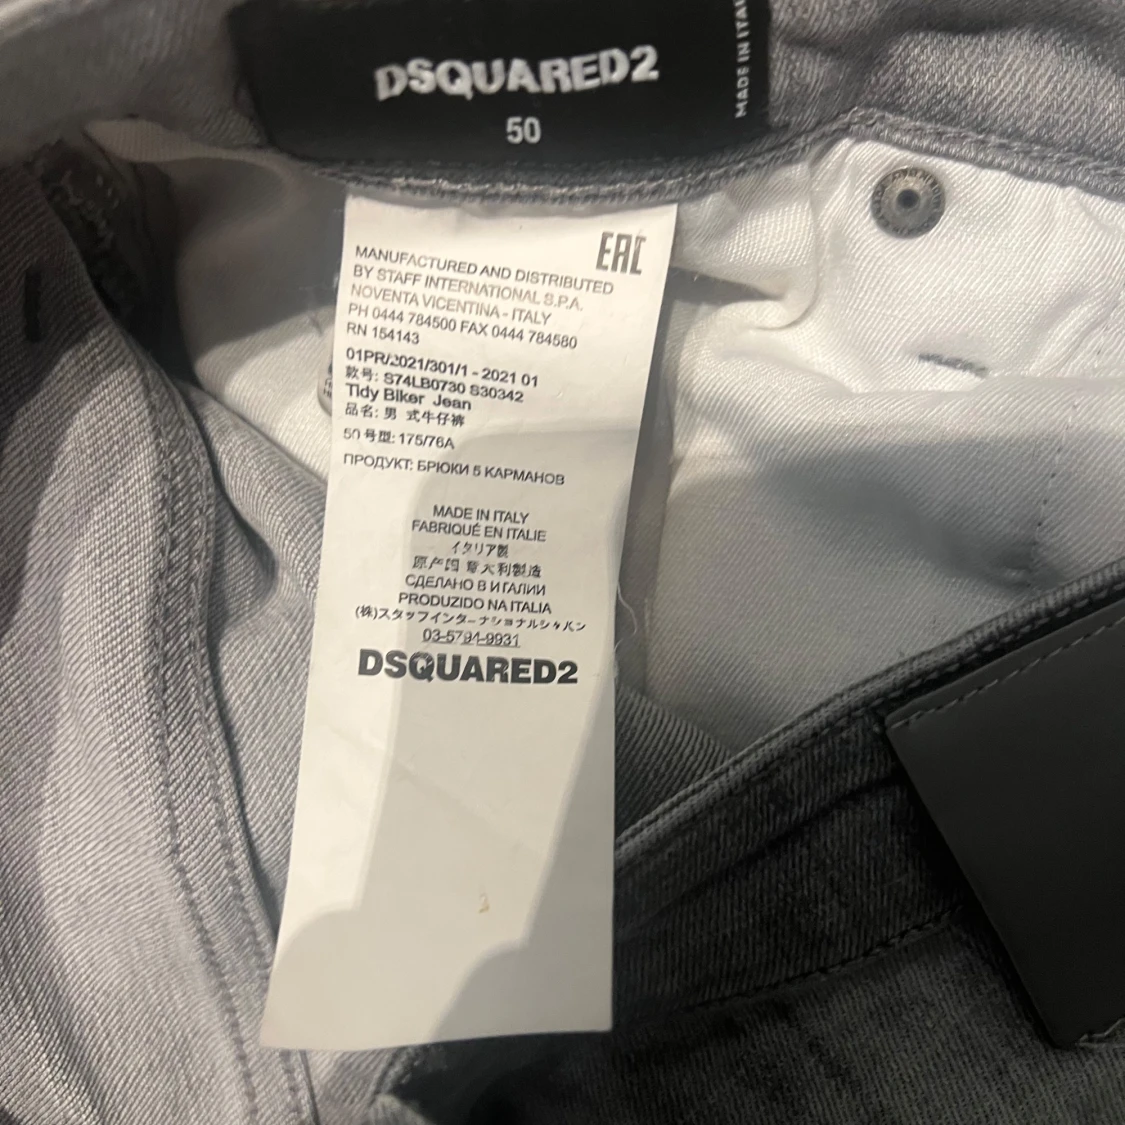 DSQUARED2
50
MADE IN ITA
EAC
MANUFACTURED AND DISTRIBUTED
BY STAFF INTERNATIONAL S.P.A.
NOVENTA VICENTINA - ITALY
PH 0444 784500 FAX 0444 784580
RN 154143
01PR/2021/301/1 - 2021 01
款号: S74LB0730 S30342
Tidy Biker Jean
品名: 男 式牛仔裤
50 号型: 175/76A
ПРОДУКТ: БРЮКИ 5 КАРМАНОВ
MADE IN ITALY
FABRIQUÉ EN ITALIE
イタリア製
原产国 意大利製造
СДЕЛАНО В ИТАЛИИ
PRODUZIDO NA ITALIA
(株)スタッフインターナショナルジャパン
03-5794-9931
DSQUARED2